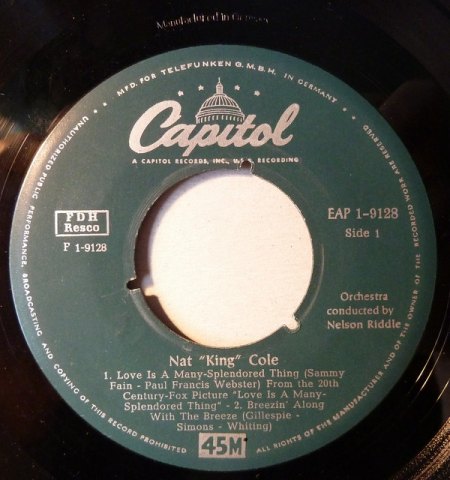 Manufactured in Germany
MFD. FOR TELEFUNKEN G.M.B.H. IN GERMANY
Capitol
A CAPITOL RECORDS, INC., U.S.A. RECORDING
FDH
Resco
F 1-9128
EAP 1-9128
Side 1
Orchestra
conducted by
Nelson Riddle
Nat "King" Cole
1. Love Is A Many-Splendored Thing (Sammy
Fain - Paul Francis Webster) From the 20th
Century-Fox Picture "Love Is A Many-
Splendored Thing" - 2. Breezin' Along
With The Breeze (Gillespie -
Simons - Whiting)
45M
UNAUTHORIZED PUBLIC PERFORMANCE, BROADCASTING AND COPYING OF THIS RECORD PROHIBITED
ALL RIGHTS OF THE MANUFACTURER AND OF THE OWNER OF THE RECORDED WORK ARE RESERVED